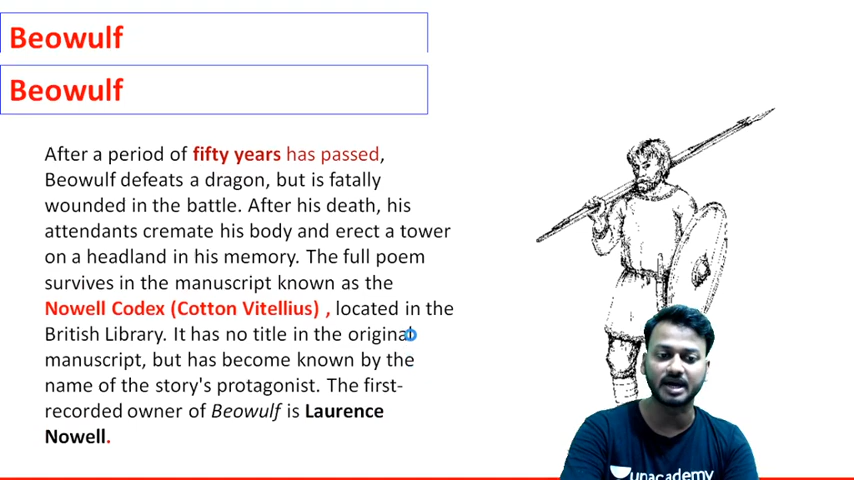 Beowulf
Beowulf
After a period of fifty years has passed,
Beowulf defeats a dragon, but is fatally
wounded in the battle. After his death, his
attendants cremate his body and erect a tower
on a headland in his memory. The full poem
survives in the manuscript known as the
Nowell Codex (Cotton Vitellius) , located in the
British Library. It has no title in the original
manuscript, but has become known by the
name of the story's protagonist. The first-
recorded owner of Beowulf is Laurence
Nowell.
unacademy